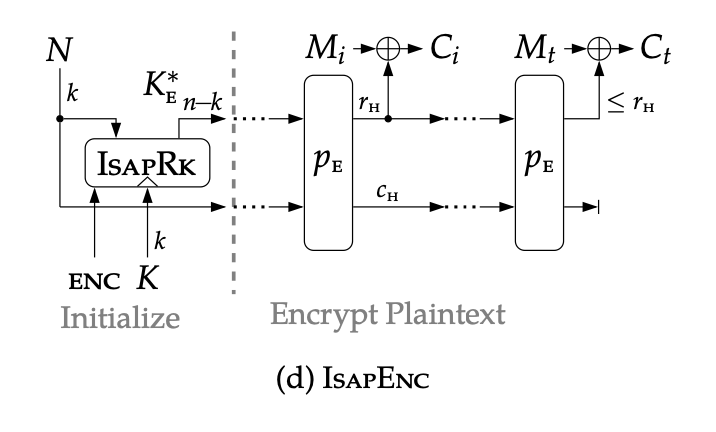 N
k
K*E
n–k
IsapRk
ENC K
k
Initialize
Mi Ci
rH
pE
cH
Mt Ct
≤ rH
pE
Encrypt Plaintext
(d) IsapEnc